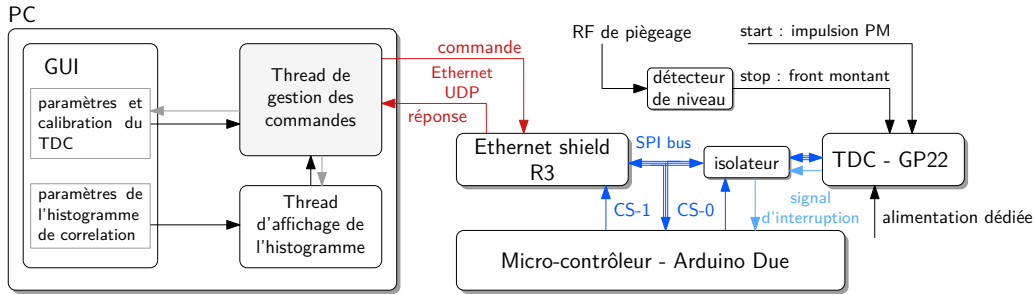 PC
GUI
paramètres et
calibration du
TDC
paramètres de
l'histogramme
de correlation
Thread de
gestion des
commandes
Thread
d'affichage de
l'histogramme
commande
Ethernet
UDP
réponse
RF de piègeage
start : impulsion PM
détecteur
de niveau
stop : front montant
Ethernet shield
R3
SPI bus
isolateur
TDC - GP22
CS-1
CS-0
signal
d'interruption
alimentation dédiée
Micro-contrôleur - Arduino Due